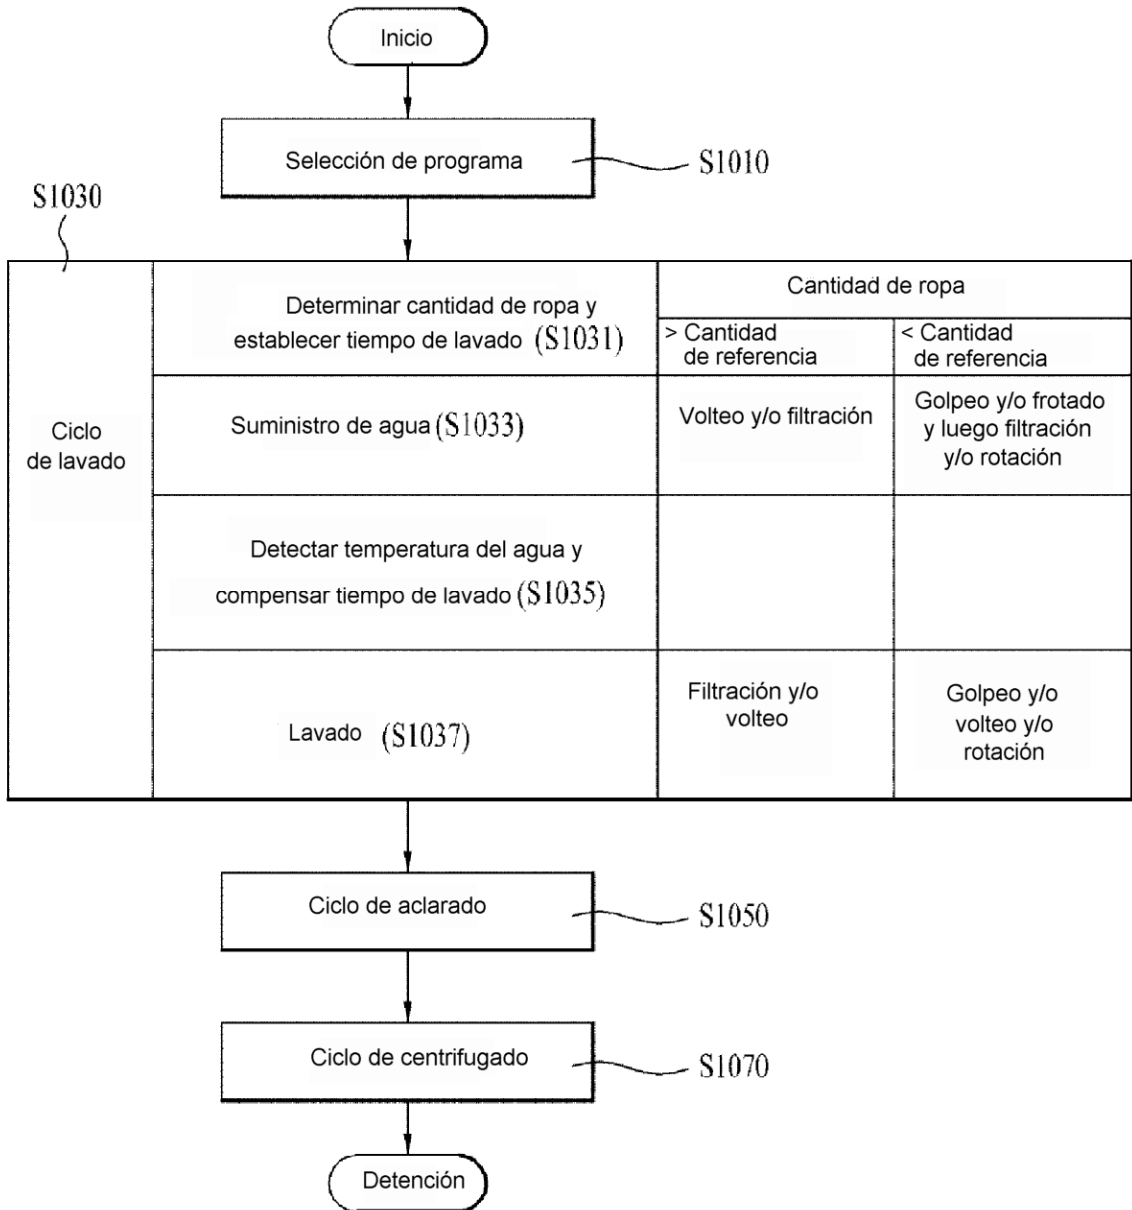 Inicio
Selección de programa
S1010
S1030
Ciclo
de lavado
Determinar cantidad de ropa y
establecer tiempo de lavado (S1031)
Cantidad de ropa
> Cantidad
de referencia
< Cantidad
de referencia
Suministro de agua (S1033)
Volteo y/o filtración
Golpeo y/o frotado
y luego filtración
y/o rotación
Detectar temperatura del agua y
compensar tiempo de lavado (S1035)
Lavado (S1037)
Filtración y/o
volteo
Golpeo y/o
volteo y/o
rotación
Ciclo de aclarado
S1050
Ciclo de centrifugado
S1070
Detención